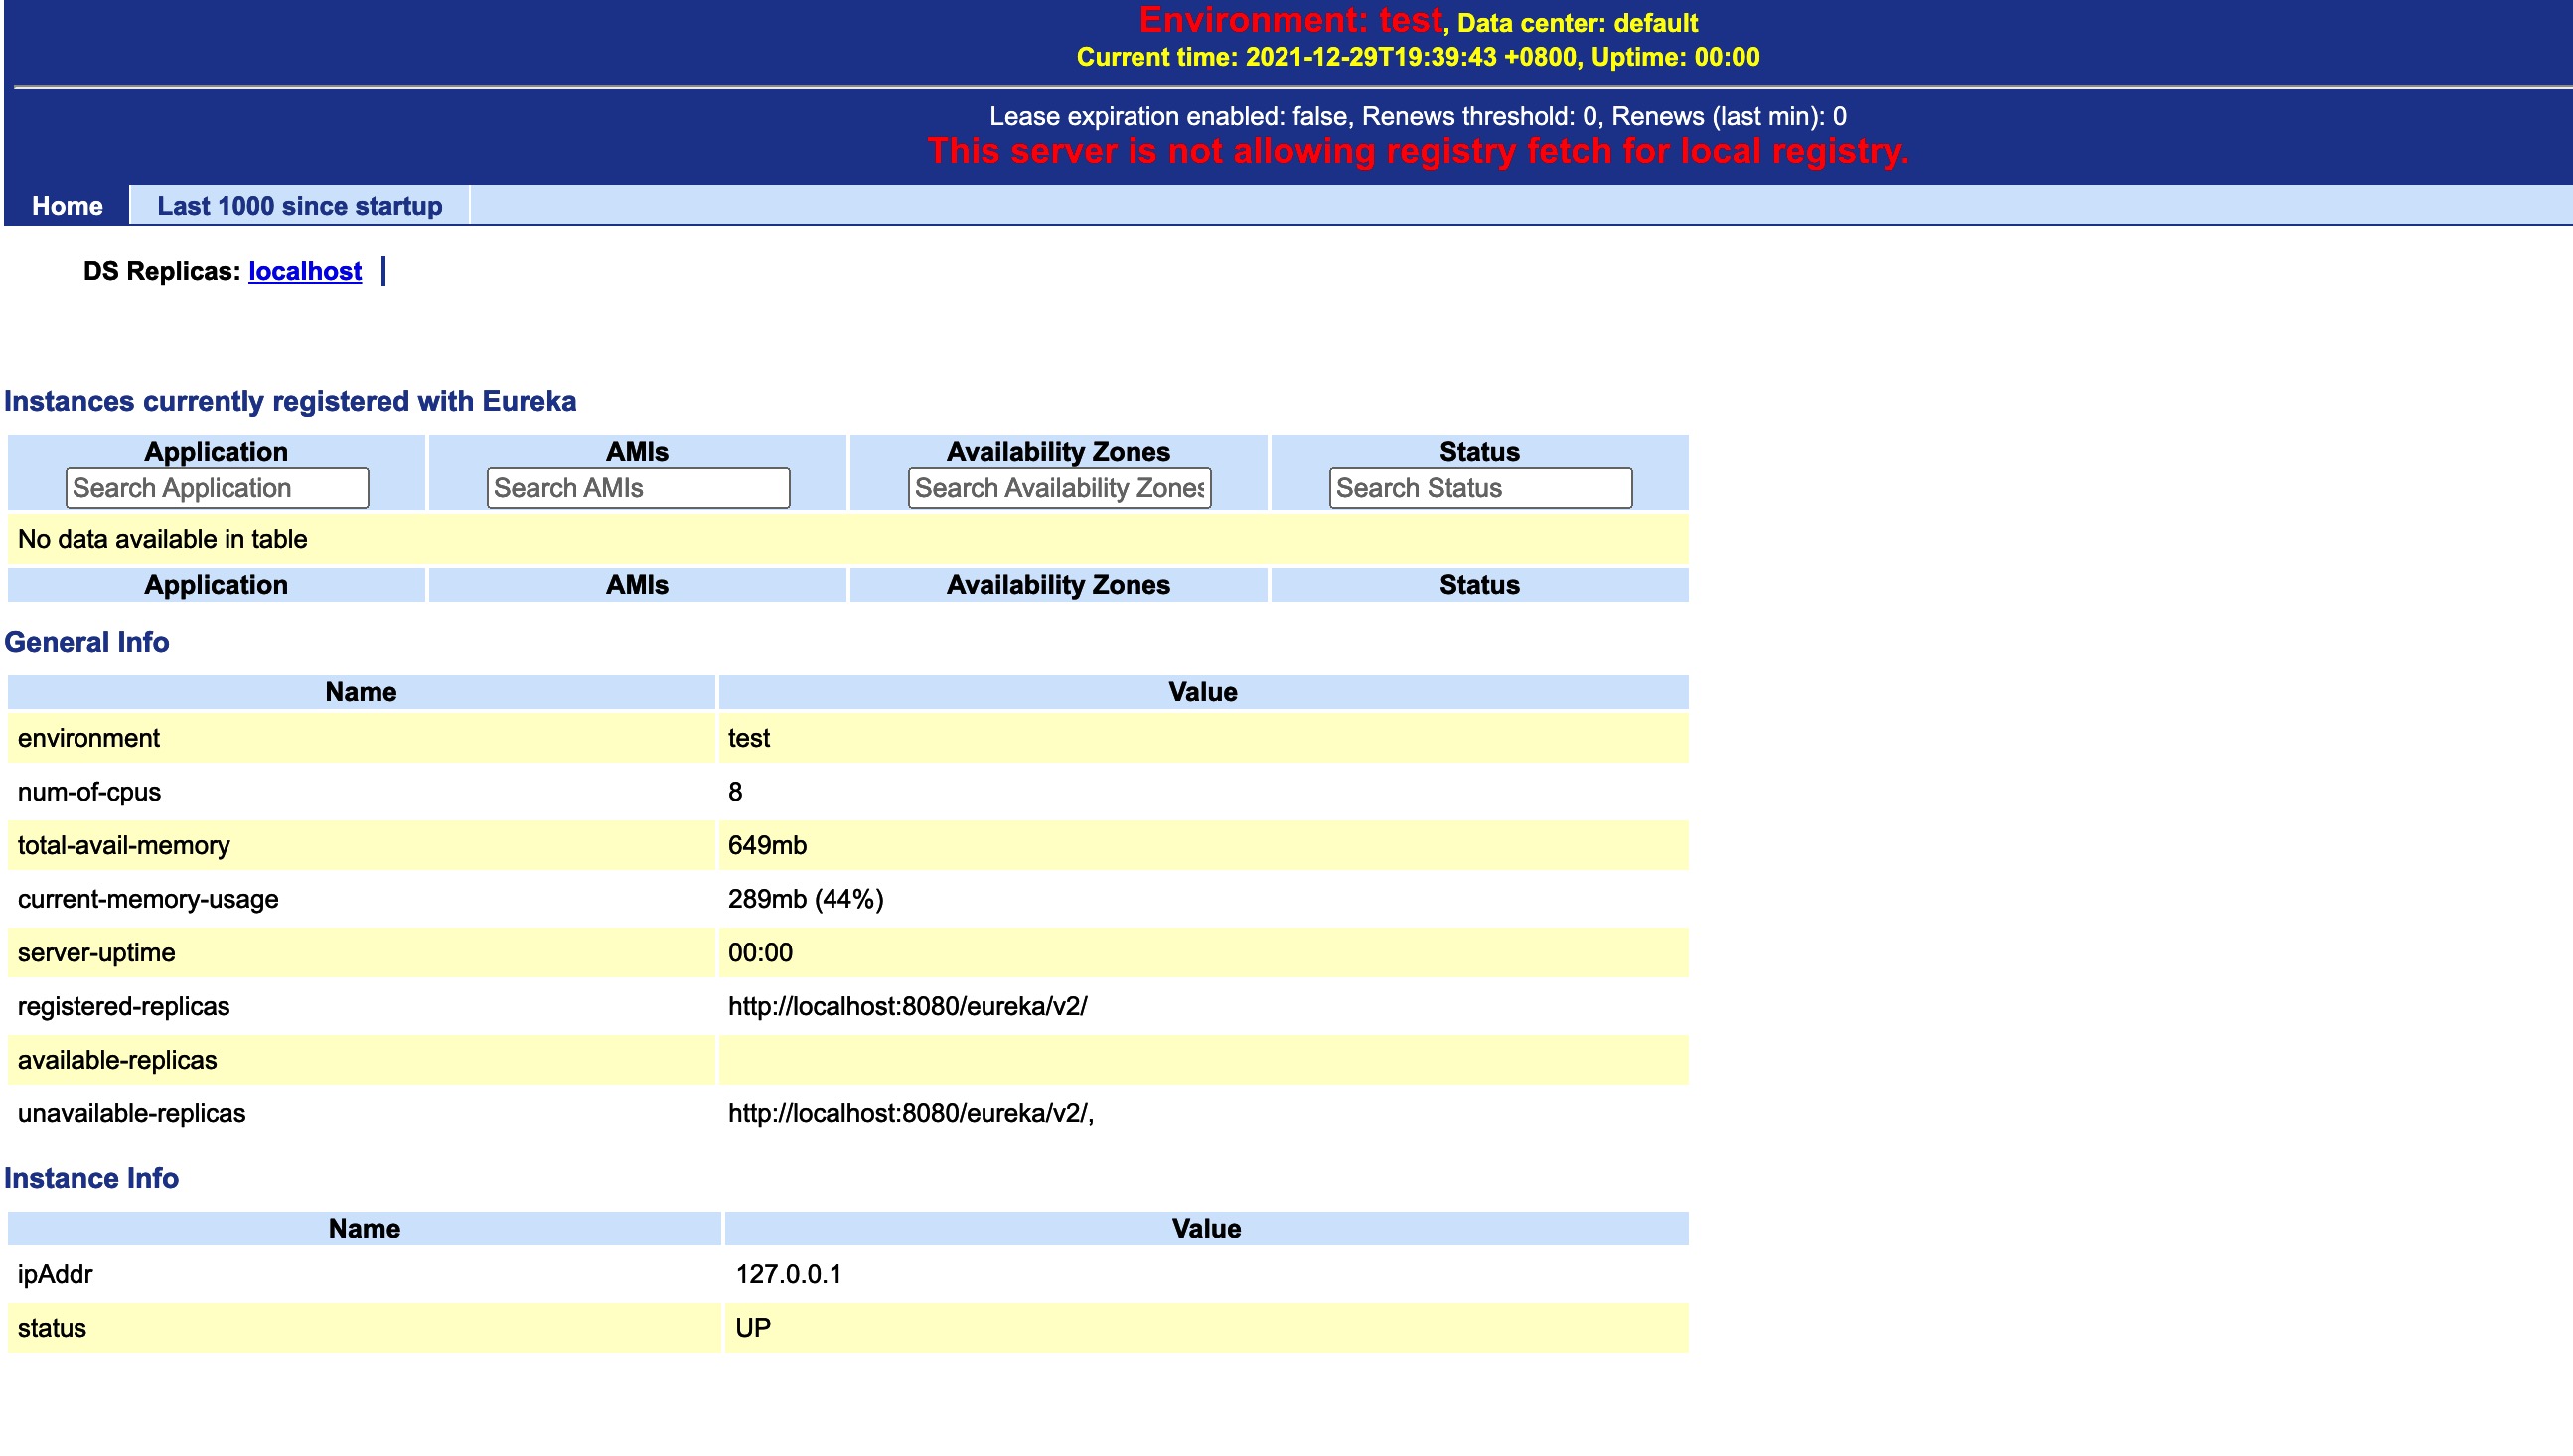 Environment: test, Data center: default
Current time: 2021-12-29T19:39:43 +0800, Uptime: 00:00
Lease expiration enabled: false, Renews threshold: 0, Renews (last min): 0
This server is not allowing registry fetch for local registry.
Home Last 1000 since startup
DS Replicas: localhost
Instances currently registered with Eureka
Application AMIs Availability Zones Status
Search Application Search AMIs Search Availability Zones Search Status
No data available in table
Application AMIs Availability Zones Status
General Info
Name Value
environment test
num-of-cpus 8
total-avail-memory 649mb
current-memory-usage 289mb (44%)
server-uptime 00:00
registered-replicas http://localhost:8080/eureka/v2/
available-replicas
unavailable-replicas http://localhost:8080/eureka/v2/,
Instance Info
Name Value
ipAddr 127.0.0.1
status UP